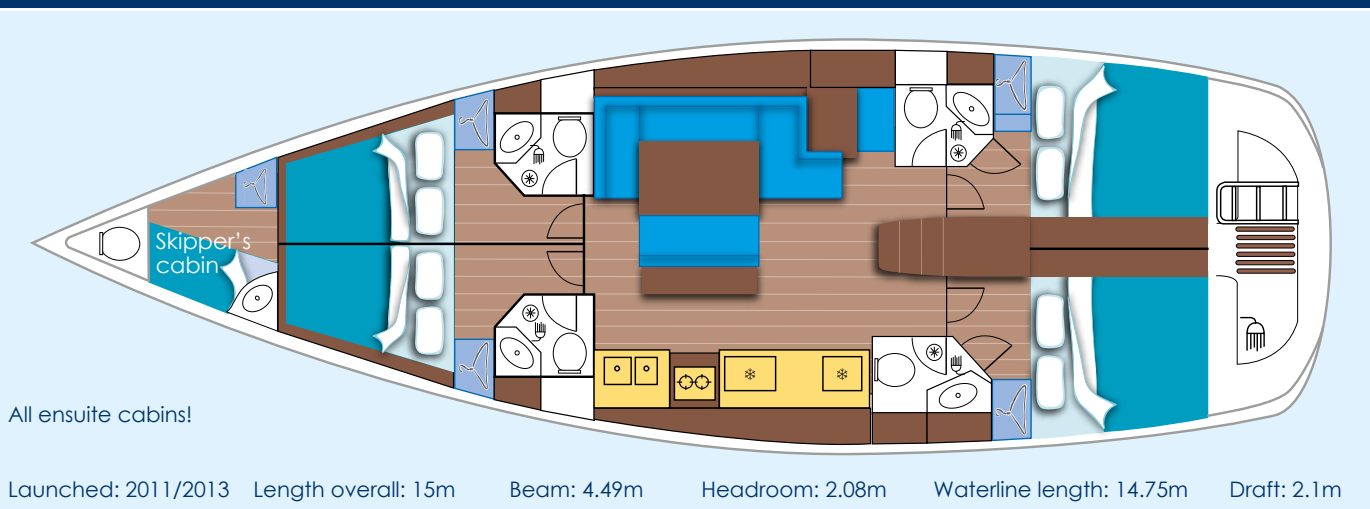 Skipper's
cabin
All ensuite cabins!
Launched: 2011/2013 Length overall: 15m Beam: 4.49m Headroom: 2.08m Waterline length: 14.75m Draft: 2.1m